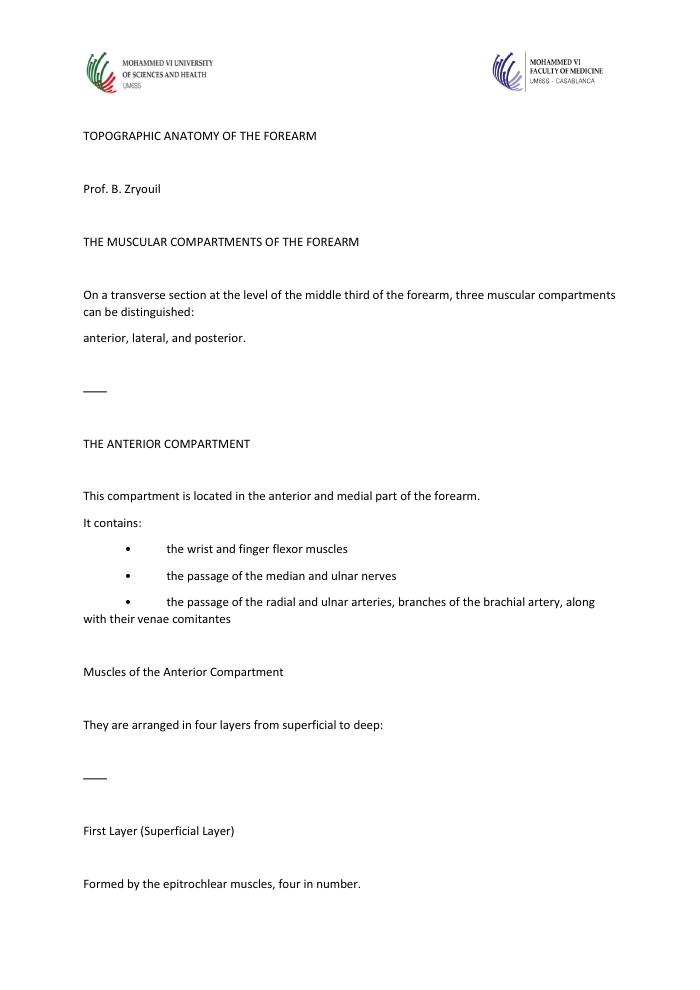 MOHAMMED VI UNIVERSITY
OF SCIENCES AND HEALTH
UM6SS
MOHAMMED VI
FACULTY OF MEDICINE
UM6SS - CASABLANCA
TOPOGRAPHIC ANATOMY OF THE FOREARM
Prof. B. Zryouil
THE MUSCULAR COMPARTMENTS OF THE FOREARM
On a transverse section at the level of the middle third of the forearm, three muscular compartments
can be distinguished:
anterior, lateral, and posterior.
THE ANTERIOR COMPARTMENT
This compartment is located in the anterior and medial part of the forearm.
It contains:
• the wrist and finger flexor muscles
• the passage of the median and ulnar nerves
• the passage of the radial and ulnar arteries, branches of the brachial artery, along
with their venae comitantes
Muscles of the Anterior Compartment
They are arranged in four layers from superficial to deep:
First Layer (Superficial Layer)
Formed by the epitrochlear muscles, four in number.